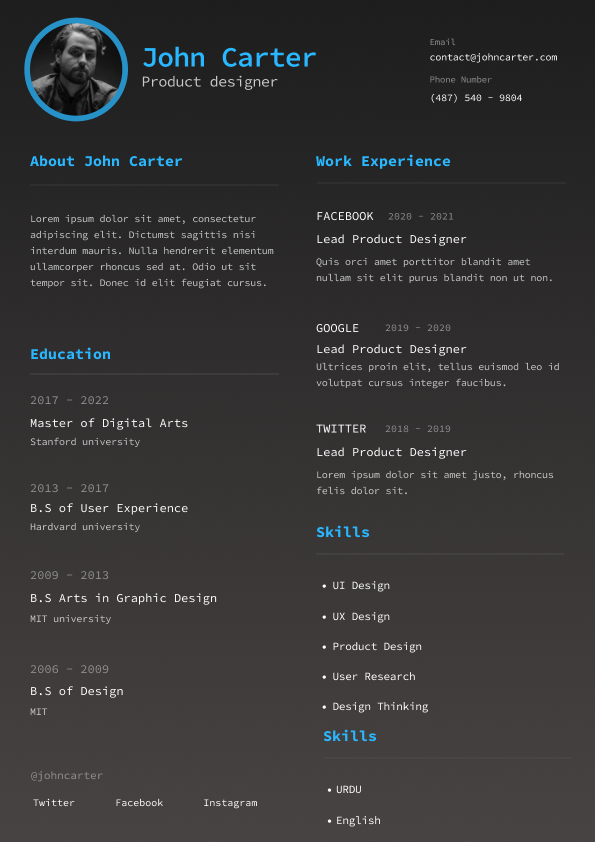 John Carter
Product designer
Email
contact@johncarter.com
Phone Number
(487) 540 - 9804
About John Carter
Lorem ipsum dolor sit amet, consectetur
adipiscing elit. Dictumst sagittis nisi
interdum mauris. Nulla hendrerit elementum
ullamcorper rhoncus sed at. Odio ut sit
tempor sit. Donec id elit feugiat cursus.
Education
2017 - 2022
Master of Digital Arts
Stanford university
2013 - 2017
B.S of User Experience
Hardvard university
2009 - 2013
B.S Arts in Graphic Design
MIT university
2006 - 2009
B.S of Design
MIT
@johncarter
Twitter Facebook Instagram
Work Experience
FACEBOOK 2020 - 2021
Lead Product Designer
Quis orci amet porttitor blandit amet
nullam sit elit purus blandit non ut non.
GOOGLE 2019 - 2020
Lead Product Designer
Ultrices proin elit, tellus euismod leo id
volutpat cursus integer faucibus.
TWITTER 2018 - 2019
Lead Product Designer
Lorem ipsum dolor sit amet justo, rhoncus
felis dolor sit.
Skills
• UI Design
• UX Design
• Product Design
• User Research
• Design Thinking
Skills
• URDU
• English